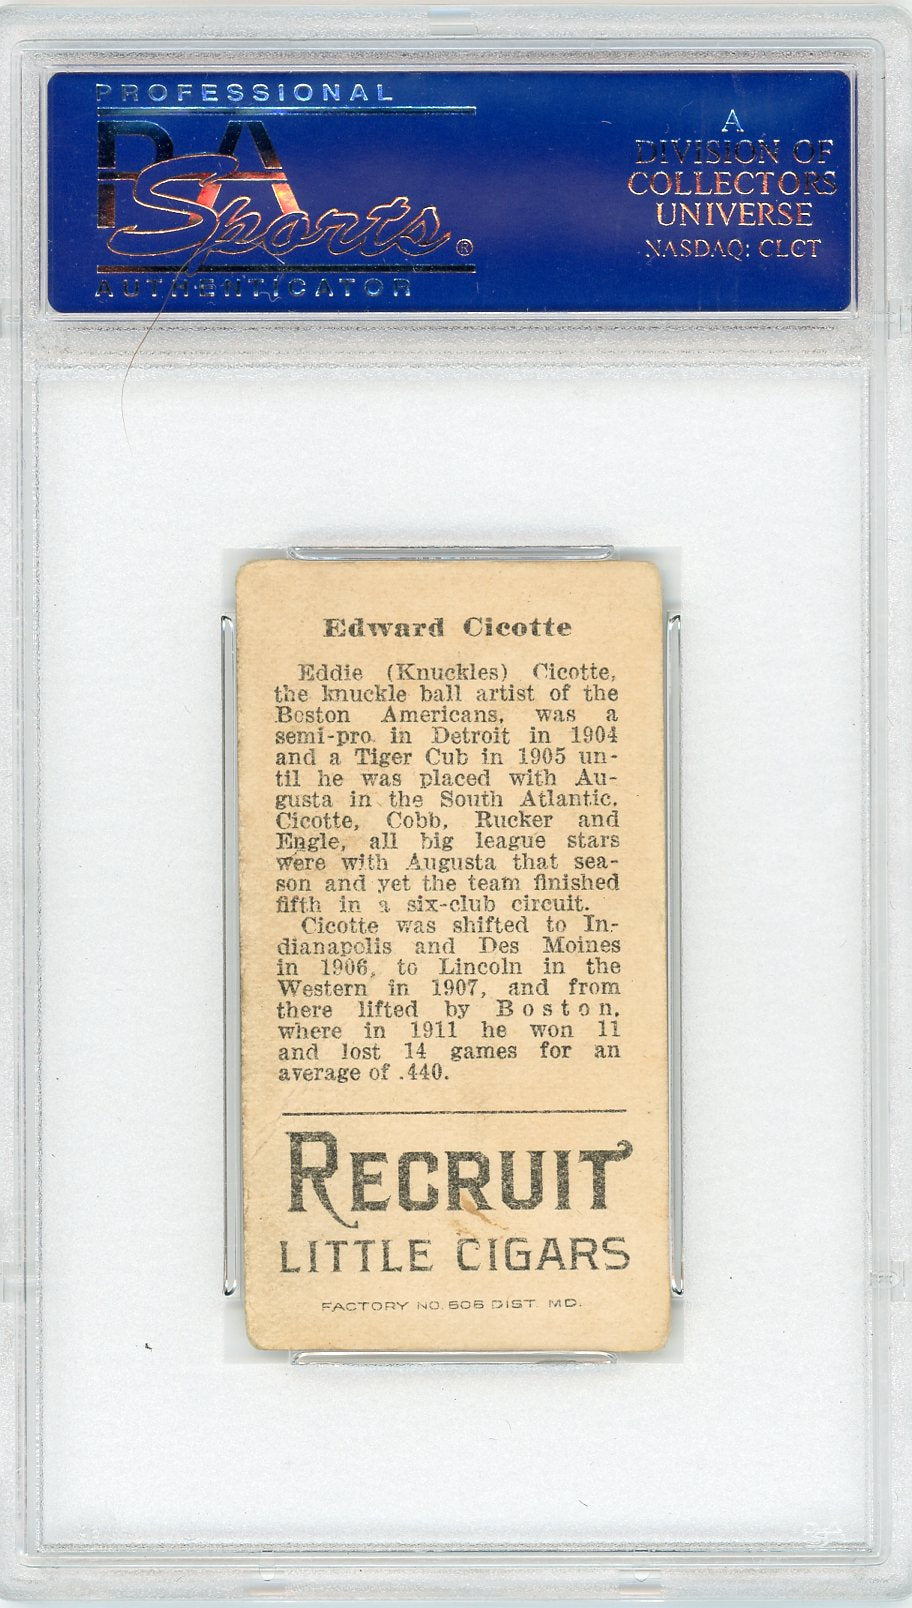 PROFESSIONAL
PSA
Sports®
AUTHENTICATOR
A
DIVISION OF
COLLECTORS
UNIVERSE
NASDAQ: CLCT
Edward Cicotte
Eddie (Knuckles) Cicotte,
the knuckle ball artist of the
Boston Americans, was a
semi-pro. in Detroit in 1904
and a Tiger Cub in 1905 un-
til he was placed with Au-
gusta in the South Atlantic.
Cicotte, Cobb, Rucker and
Engle, all big league stars
were with Augusta that sea-
son and yet the team finished
fifth in a six-club circuit.
Cicotte was shifted to In-
dianapolis and Des Moines
in 1906, to Lincoln in the
Western in 1907, and from
there lifted by Boston,
where in 1911 he won 11
and lost 14 games for an
average of .440.
RECRUIT
LITTLE CIGARS
FACTORY NO. 606 DIST. MD.